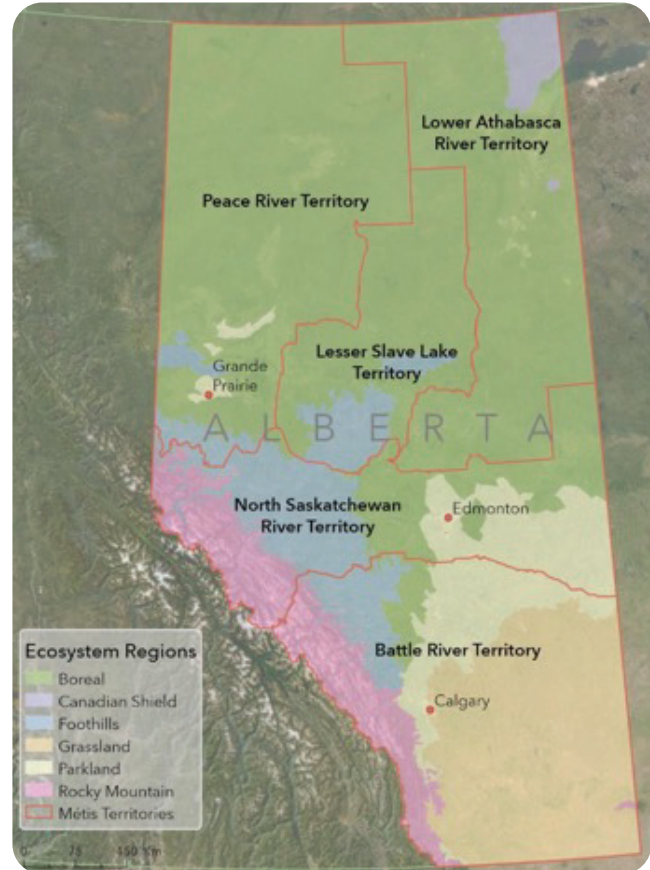 Lower Athabasca
River Territory
Peace River Territory
Lesser Slave Lake
Territory
Grande
Prairie
ALBERTA
North Saskatchewan
River Territory
Edmonton
Battle River Territory
Calgary
Ecosystem Regions
Boreal
Canadian Shield
Foothills
Grassland
Parkland
Rocky Mountain
Métis Territories
0 75 150 Km